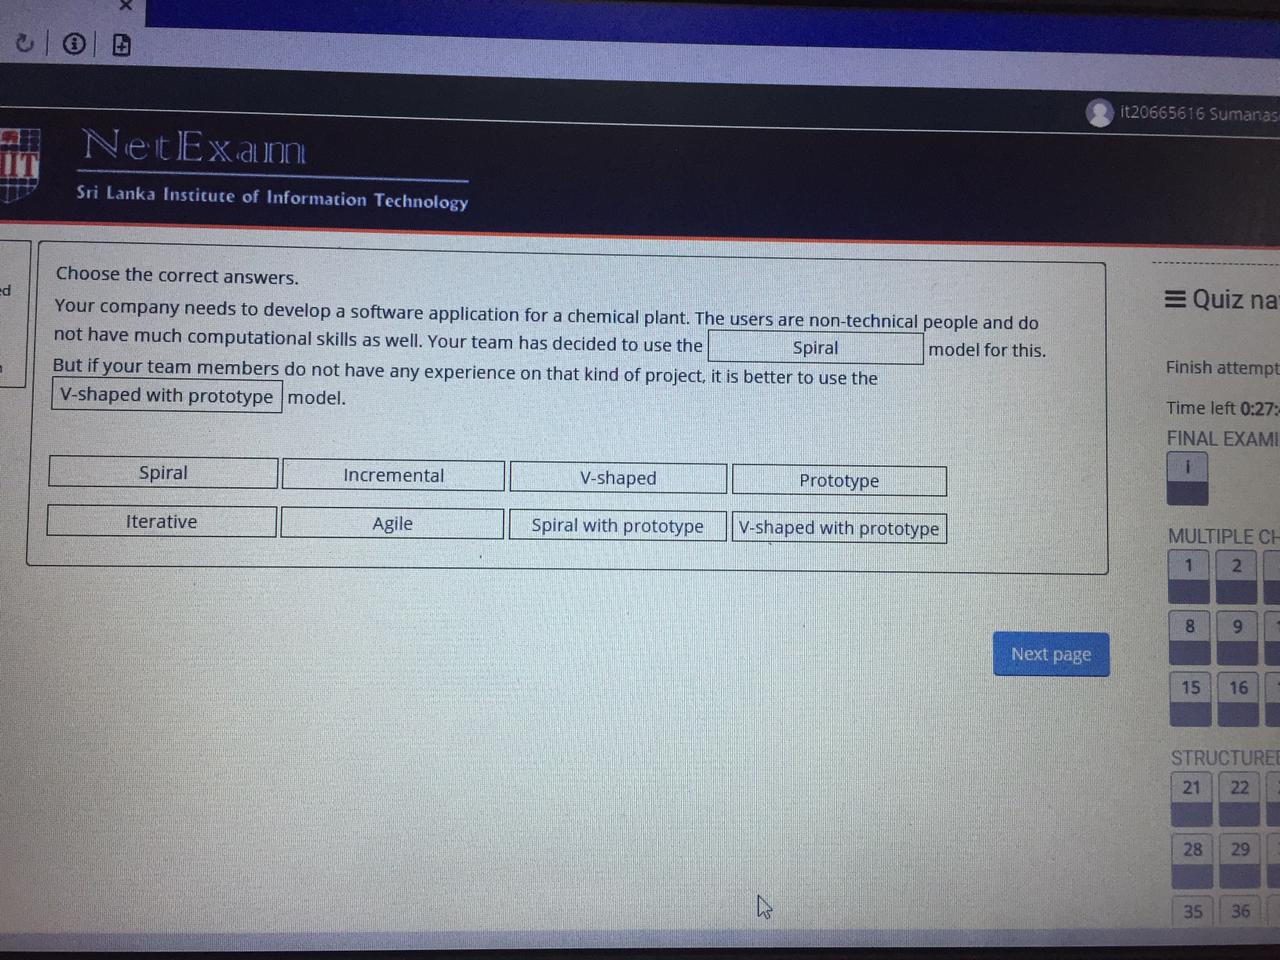 it20665616 Sumanas
IIT
NetExam
Sri Lanka Institute of Information Technology
Choose the correct answers.
Your company needs to develop a software application for a chemical plant. The users are non-technical people and do
not have much computational skills as well. Your team has decided to use the Spiral model for this.
But if your team members do not have any experience on that kind of project, it is better to use the
V-shaped with prototype model.
Spiral Incremental V-shaped Prototype
Iterative Agile Spiral with prototype V-shaped with prototype
Next page
ed
Quiz na
Finish attempt
Time left 0:27:
FINAL EXAMI
i
MULTIPLE CH
1 2
8 9
15 16
STRUCTURE
21 22
28 29
35 36